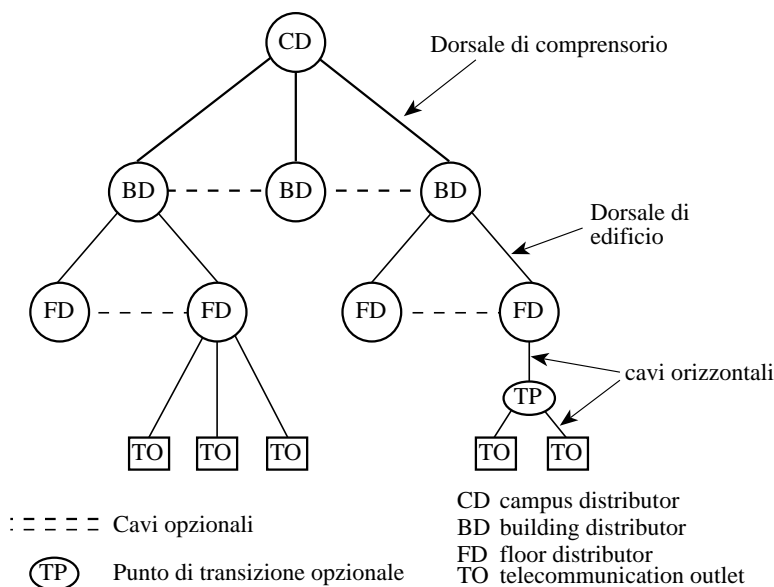 CD
Dorsale di comprensorio
BD BD BD
Dorsale di
edificio
FD FD FD FD
cavi orizzontali
TP
TO TO TO TO TO
Cavi opzionali
TP Punto di transizione opzionale
CD campus distributor
BD building distributor
FD floor distributor
TO telecommunication outlet